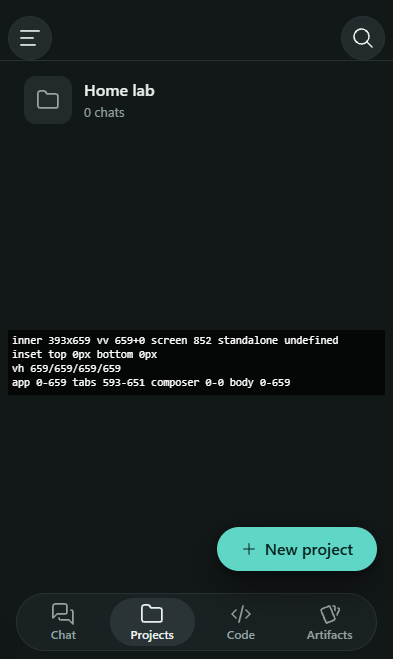 Home lab
0 chats
inner 393x659 vv 659+0 screen 852 standalone undefined
inset top 0px bottom 0px
vh 659/659/659/659
app 0-659 tabs 593-651 composer 0-0 body 0-659
+ New project
Chat
Projects
Code
Artifacts